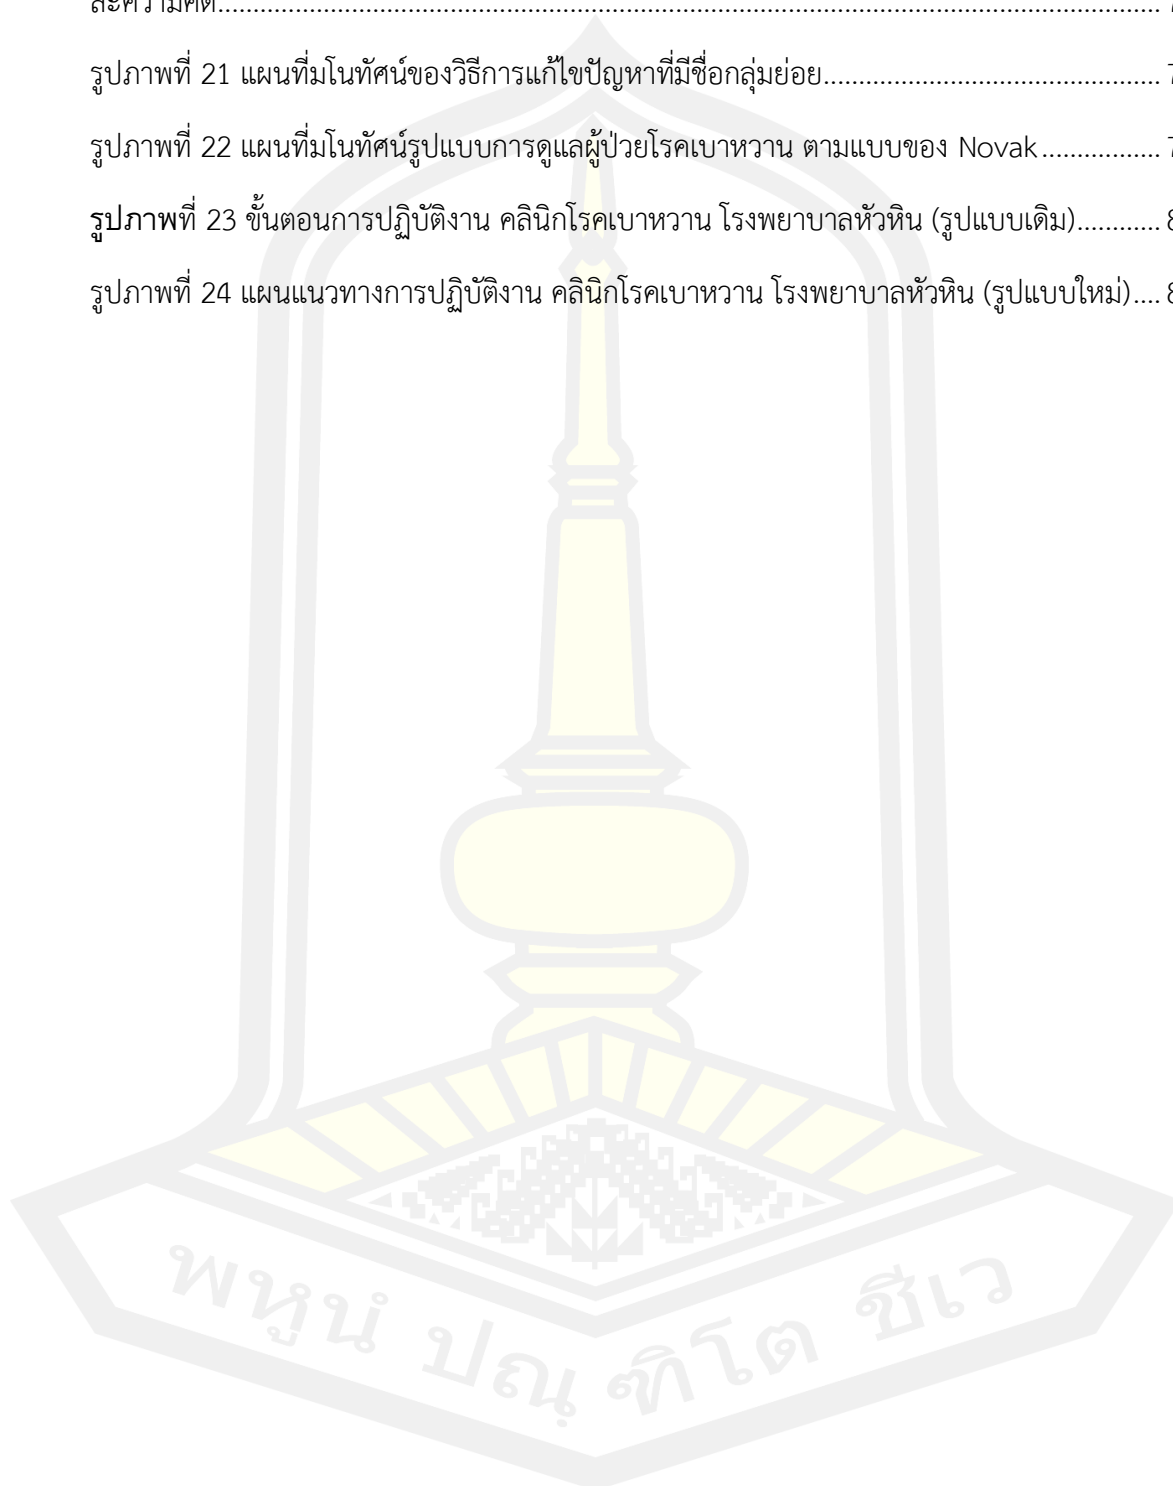 ละความคิด
รูปภาพที่ 21 แผนที่มโนทัศน์ของวิธีการแก้ไขปัญหาที่มีชื่อกลุ่มย่อย
รูปภาพที่ 22 แผนที่มโนทัศน์รูปแบบการดูแลผู้ป่วยโรคเบาหวาน ตามแบบของ Novak
รูปภาพที่ 23 ขั้นตอนการปฏิบัติงาน คลินิกโรคเบาหวาน โรงพยาบาลหัวหิน (รูปแบบเดิม)
รูปภาพที่ 24 แผนแนวทางการปฏิบัติงาน คลินิกโรคเบาหวาน โรงพยาบาลหัวหิน (รูปแบบใหม่)
พหูนํ ปณฺฑิโต ชีเว